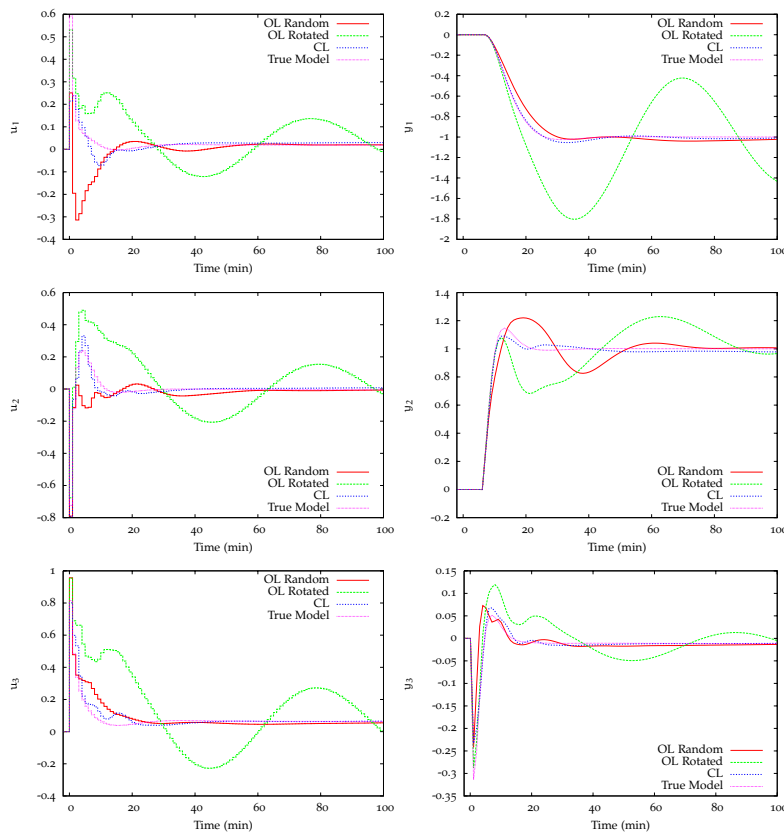 0.6
0.5
0.4
0.3
0.2
0.1
0
-0.1
-0.2
0.3
0.4
u1
0 20 40 60 80 100
Time (min)
OL Random
OL Rotated
CL
True Model
0.2
0
-0.2
-0.4
-0.6
-0.8
-1
-1.2
-1.4
-1.6
-1.8
-2
y1
0 20 40 60 80 100
Time (min)
OL Random
OL Rotated
CL
True Model
0.6
0.4
0.2
0
-0.2
-0.4
-0.6
-0.8
u2
0 20 40 60 80 100
Time (min)
OL Random
OL Rotated
CL
True Model
1.4
1.2
1
0.8
0.6
0.4
0.2
0
-0.2
y2
0 20 40 60 80 100
Time (min)
OL Random
OL Rotated
CL
True Model
1
0.8
0.6
0.4
0.2
0
-0.2
-0.4
u3
0 20 40 60 80 100
Time (min)
OL Random
OL Rotated
CL
True Model
0.15
0.1
0.05
0
-0.05
-0.1
-0.15
-0.2
-0.25
-0.3
-0.35
y3
0 20 40 60 80 100
Time (min)
OL Random
OL Rotated
CL
True Model